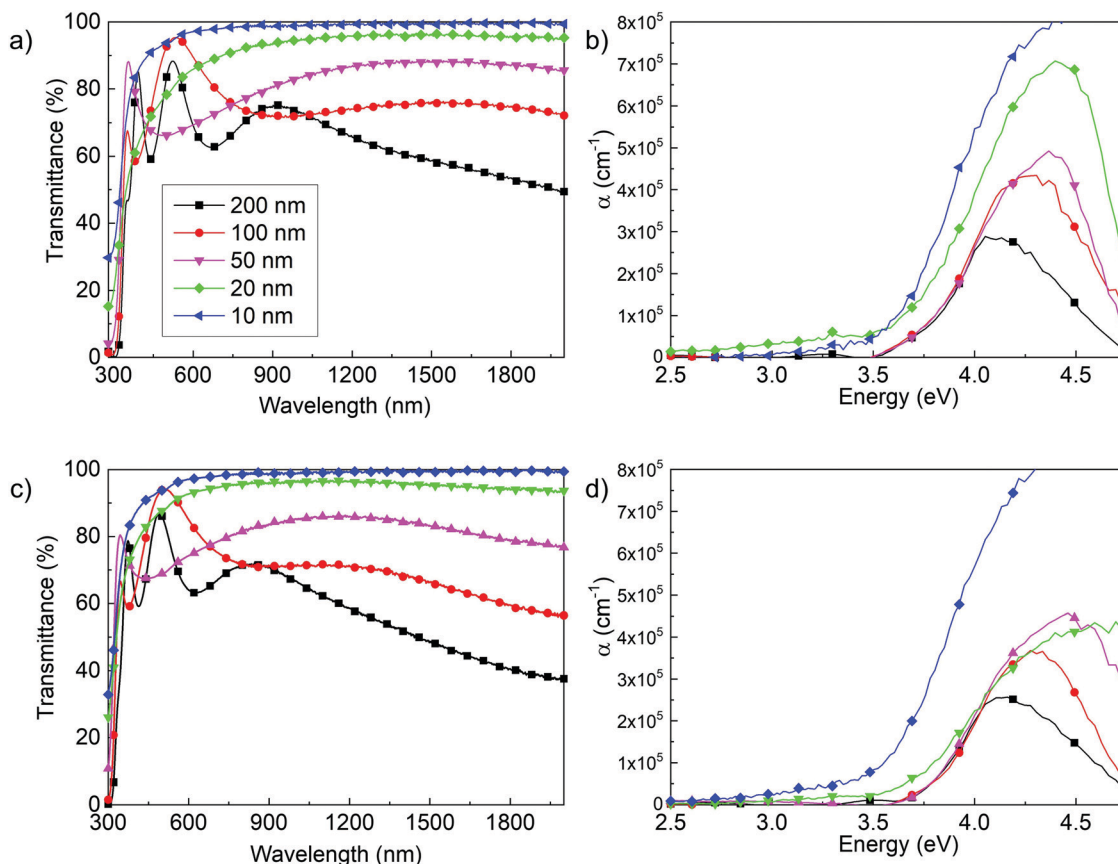 a)
Transmittance (%)
100
80
60
40
20
0
200 nm
100 nm
50 nm
20 nm
10 nm
300 600 900 1200 1500 1800
Wavelength (nm)
b)
α (cm⁻¹)
8x10⁵
7x10⁵
6x10⁵
5x10⁵
4x10⁵
3x10⁵
2x10⁵
1x10⁵
0
2.5 3.0 3.5 4.0 4.5
Energy (eV)
c)
Transmittance (%)
100
80
60
40
20
0
300 600 900 1200 1500 1800
Wavelength (nm)
d)
α (cm⁻¹)
8x10⁵
7x10⁵
6x10⁵
5x10⁵
4x10⁵
3x10⁵
2x10⁵
1x10⁵
0
2.5 3.0 3.5 4.0 4.5
Energy (eV)